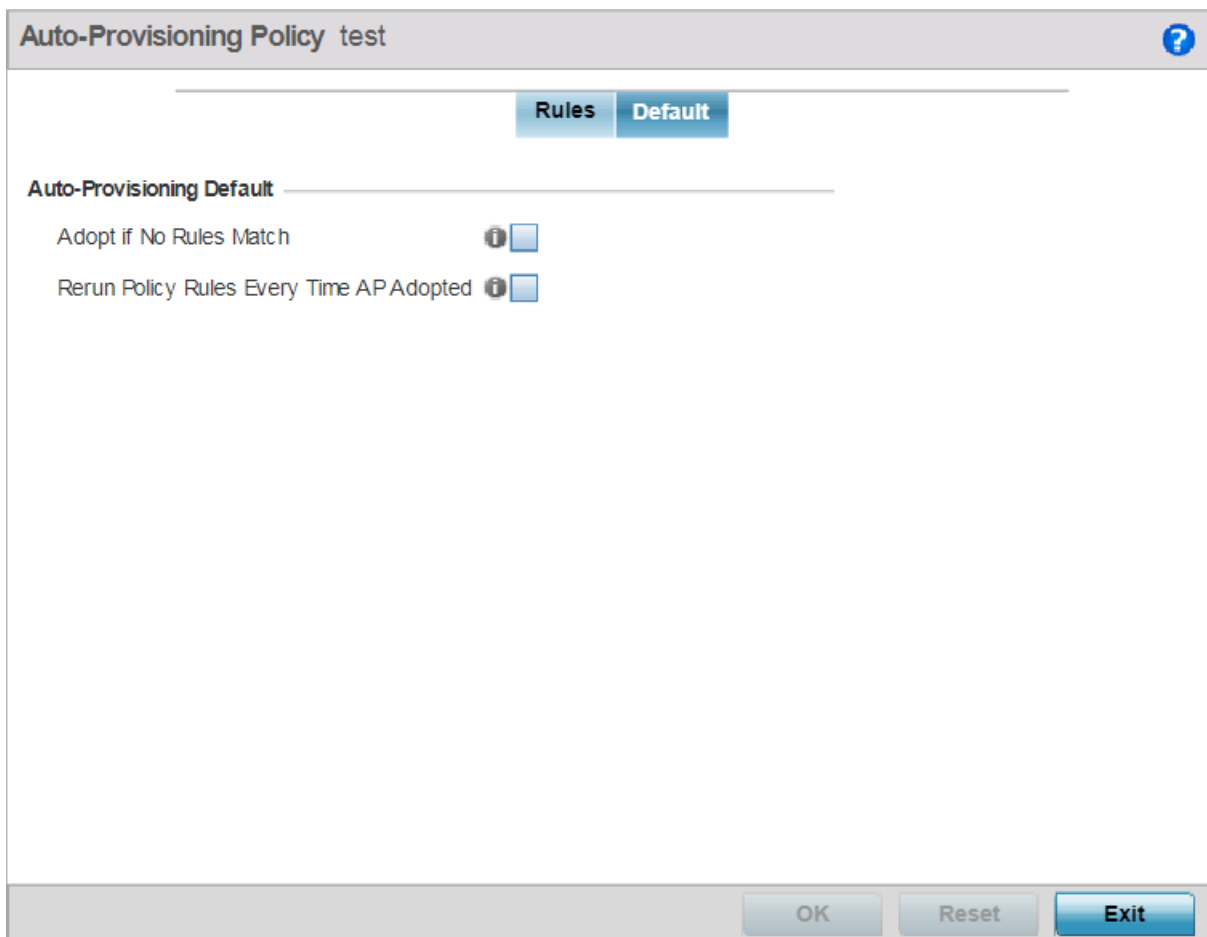 Auto-Provisioning Policy test
?
Rules Default
Auto-Provisioning Default
Adopt if No Rules Match i
Rerun Policy Rules Every Time AP Adopted i
OK Reset Exit